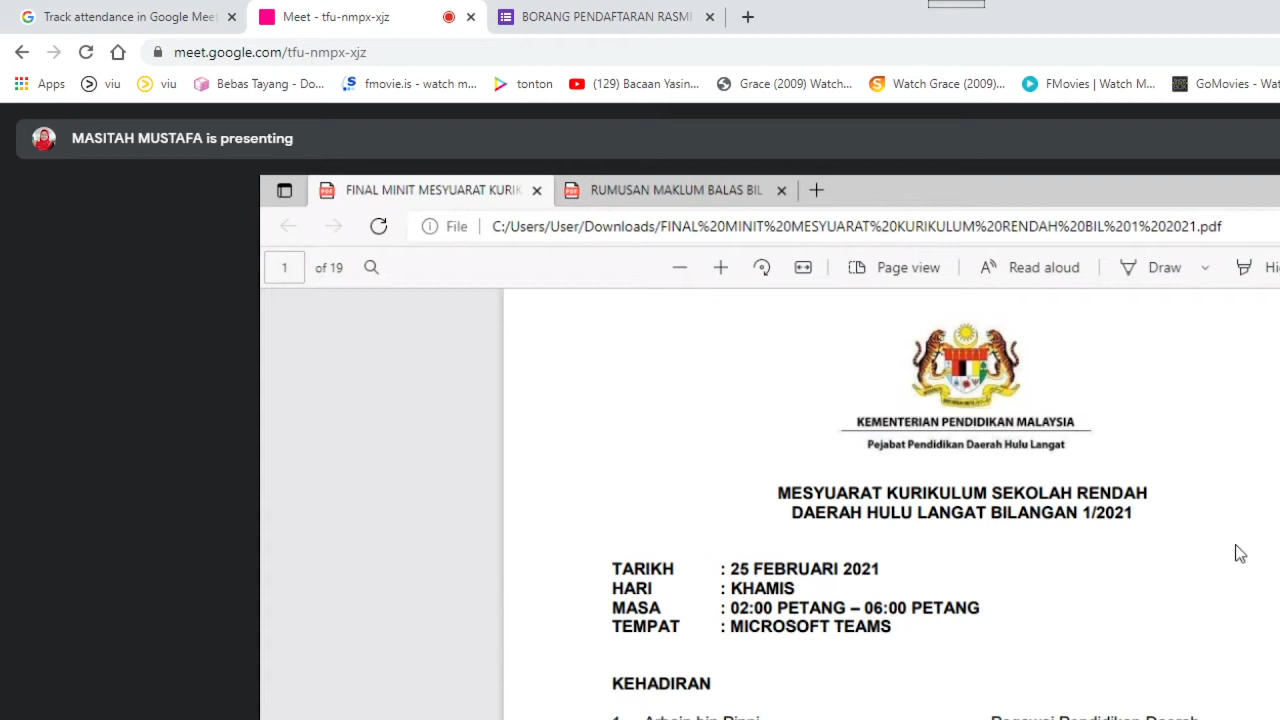 Track attendance in Google Mee
Meet - tfu-nmpx-xjz
BORANG PENDAFTARAN RASMI
meet.google.com/tfu-nmpx-xjz
Apps
viu
viu
Bebas Tayang - Do...
fmovie.is - watch m...
tonton
(129) Bacaan Yasin...
Grace (2009) Watch...
Watch Grace (2009)...
FMovies | Watch M...
GoMovies - Wat
MASITAH MUSTAFA is presenting
FINAL MINIT MESYUARAT KURIK
RUMUSAN MAKLUM BALAS BIL
File
C:/Users/User/Downloads/FINAL%20MINIT%20MESYUARAT%20KURIKULUM%20RENDAH%20BIL%201%202021.pdf
1 of 19
Page view
Read aloud
Draw
KEMENTERIAN PENDIDIKAN MALAYSIA
Pejabat Pendidikan Daerah Hulu Langat
MESYUARAT KURIKULUM SEKOLAH RENDAH
DAERAH HULU LANGAT BILANGAN 1/2021
TARIKH : 25 FEBRUARI 2021
HARI : KHAMIS
MASA : 02:00 PETANG – 06:00 PETANG
TEMPAT : MICROSOFT TEAMS
KEHADIRAN
Pegawai Pendidikan Daerah